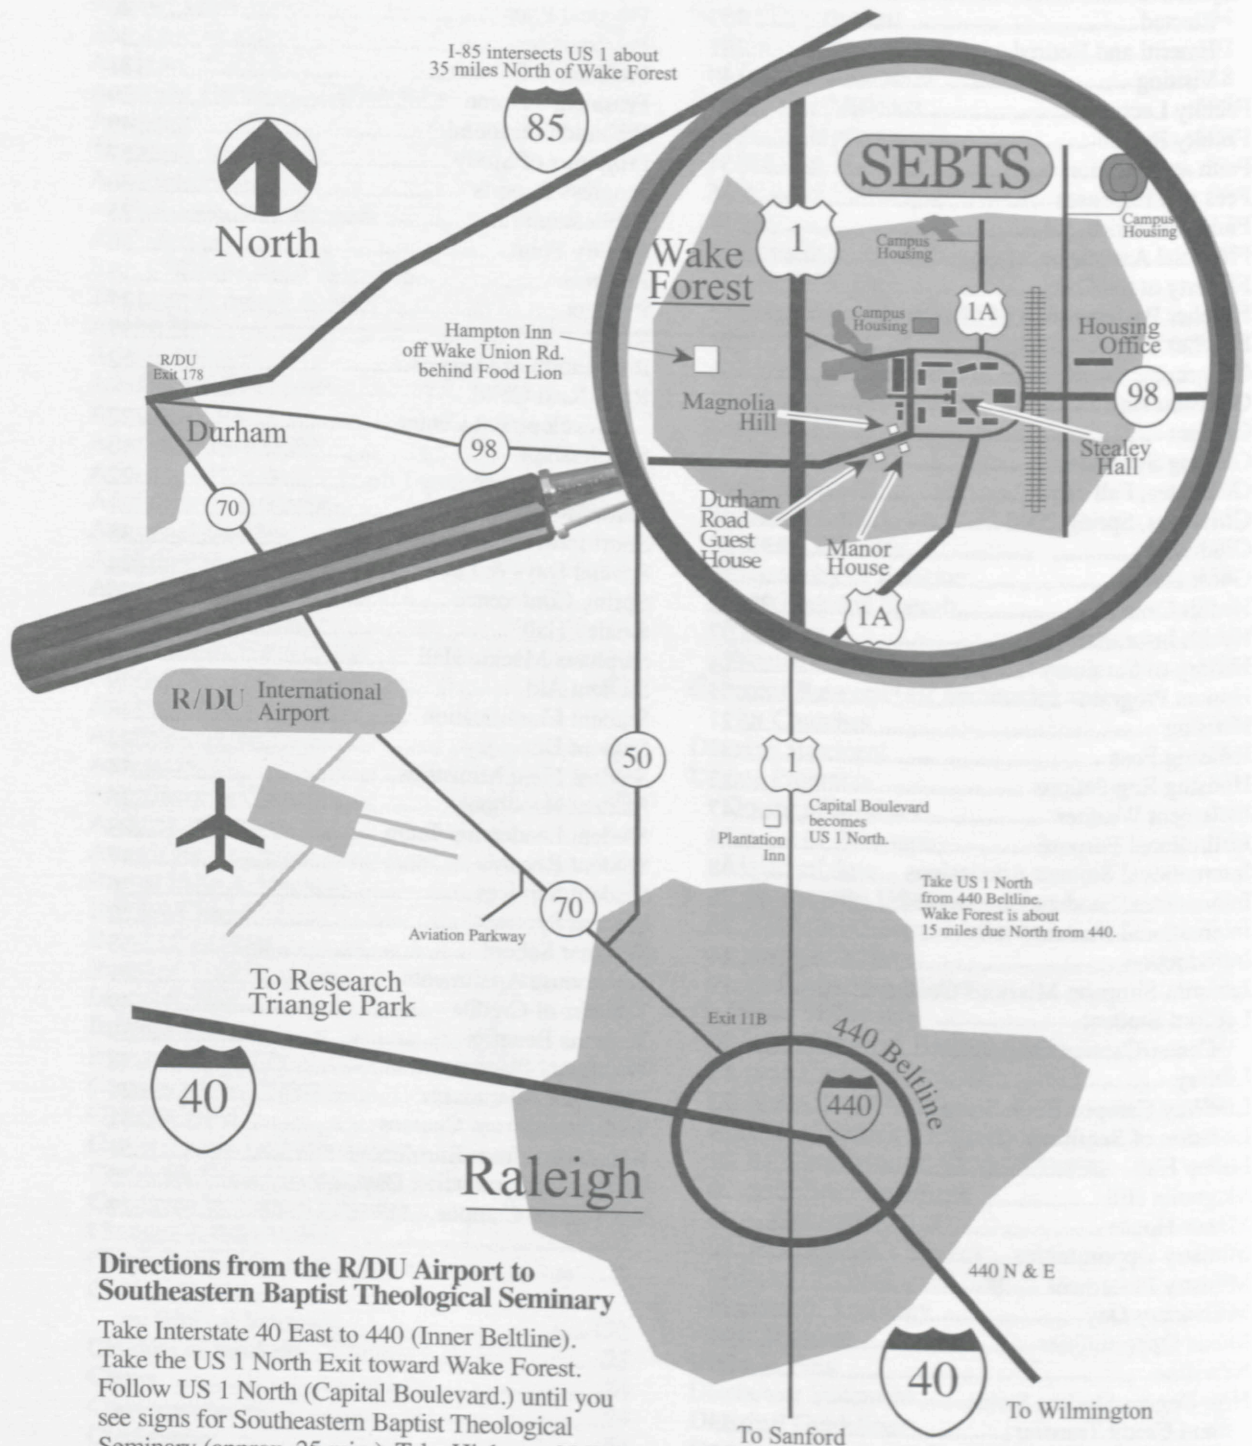 I-85 intersects US 1 about
35 miles North of Wake Forest
85
North
SEBTS
1
Wake
Forest
Campus
Housing
Campus
Housing
1A
Campus
Housing
Housing
Office
98
Hampton Inn
off Wake Union Rd.
behind Food Lion
R/DU
Exit 178
Durham
98
70
Magnolia
Hill
Stealey
Hall
Durham
Road
Guest
House
Manor
House
1A
R/DU International
Airport
50
1
Plantation
Inn
Capital Boulevard
becomes
US 1 North.
Take US 1 North
from 440 Beltline.
Wake Forest is about
15 miles due North from 440.
70
Aviation Parkway
To Research
Triangle Park
Exit 11B
440 Beltline
40
440
Raleigh
440 N & E
40
To Wilmington
To Sanford
Directions from the R/DU Airport to
Southeastern Baptist Theological Seminary
Take Interstate 40 East to 440 (Inner Beltline).
Take the US 1 North Exit toward Wake Forest.
Follow US 1 North (Capital Boulevard.) until you
see signs for Southeastern Baptist Theological